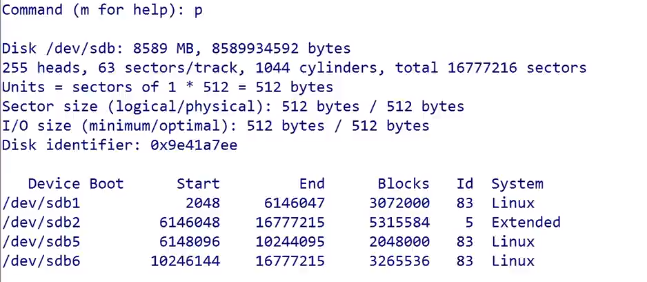 Command (m for help): p
Disk /dev/sdb: 8589 MB, 8589934592 bytes
255 heads, 63 sectors/track, 1044 cylinders, total 16777216 sectors
Units = sectors of 1 * 512 = 512 bytes
Sector size (logical/physical): 512 bytes / 512 bytes
I/O size (minimum/optimal): 512 bytes / 512 bytes
Disk identifier: 0x9e41a7ee
Device Boot Start End Blocks Id System
/dev/sdb1 2048 6146047 3072000 83 Linux
/dev/sdb2 6146048 16777215 5315584 5 Extended
/dev/sdb5 6148096 10244095 2048000 83 Linux
/dev/sdb6 10246144 16777215 3265536 83 Linux